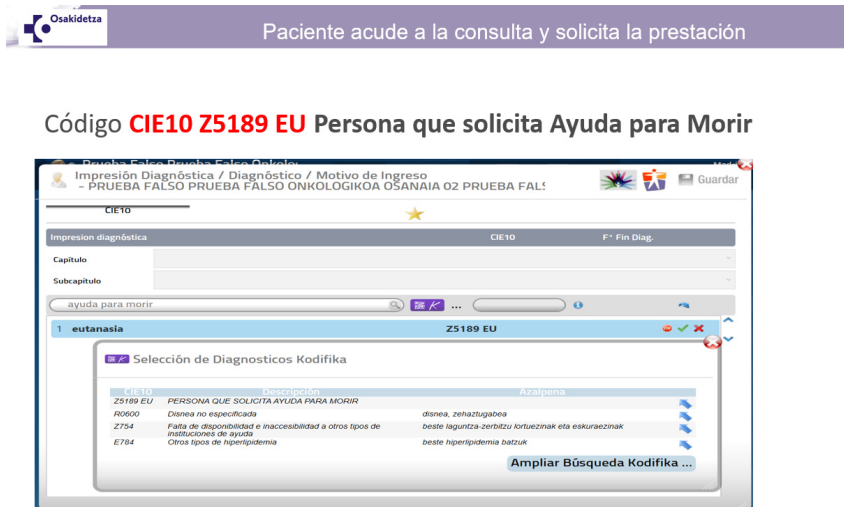 Osakidetza
Paciente acude a la consulta y solicita la prestación
Código CIE10 Z5189 EU Persona que solicita Ayuda para Morir
Prueba Falso Prueba Falso Onkolo
Impresión Diagnóstica / Diagnóstico / Motivo de Ingreso
- PRUEBA FALSO PRUEBA FALSO ONKOLOGIKOA OSANAIA 02 PRUEBA FALS
Guardar
CIE10
Impresion diagnóstica CIE10 F* Fin Diag.
Capítulo
Subcapítulo
ayuda para morir K ...
1 eutanasia Z5189 EU
K Selección de Diagnosticos Kodifika
CIE10 Descripción Azalpena
Z5189 EU PERSONA QUE SOLICITA AYUDA PARA MORIR
R0600 Disnea no especificada disnea, zehaztugabea
Z754 Falta de disponibilidad e inaccesibilidad a otros tipos de beste laguntza-zerbitzu lortuezinak eta eskuraezinak
instituciones de ayuda
E784 Otros tipos de hiperlipidemia beste hiperlipidemia batzuk
Ampliar Búsqueda Kodifika ...